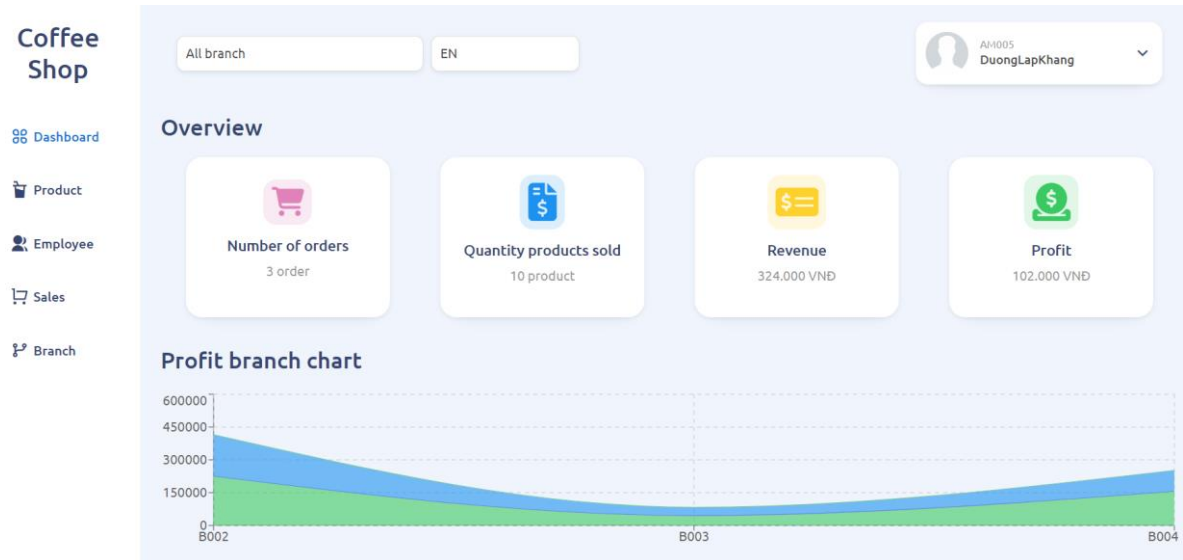 Coffee
Shop
Dashboard
Product
Employee
Sales
Branch
All branch
EN
AM005
DuongLapKhang
Overview
Number of orders
3 order
Quantity products sold
10 product
Revenue
324.000 VNĐ
Profit
102.000 VNĐ
Profit branch chart
600000
450000
300000
150000
0
B002
B003
B004